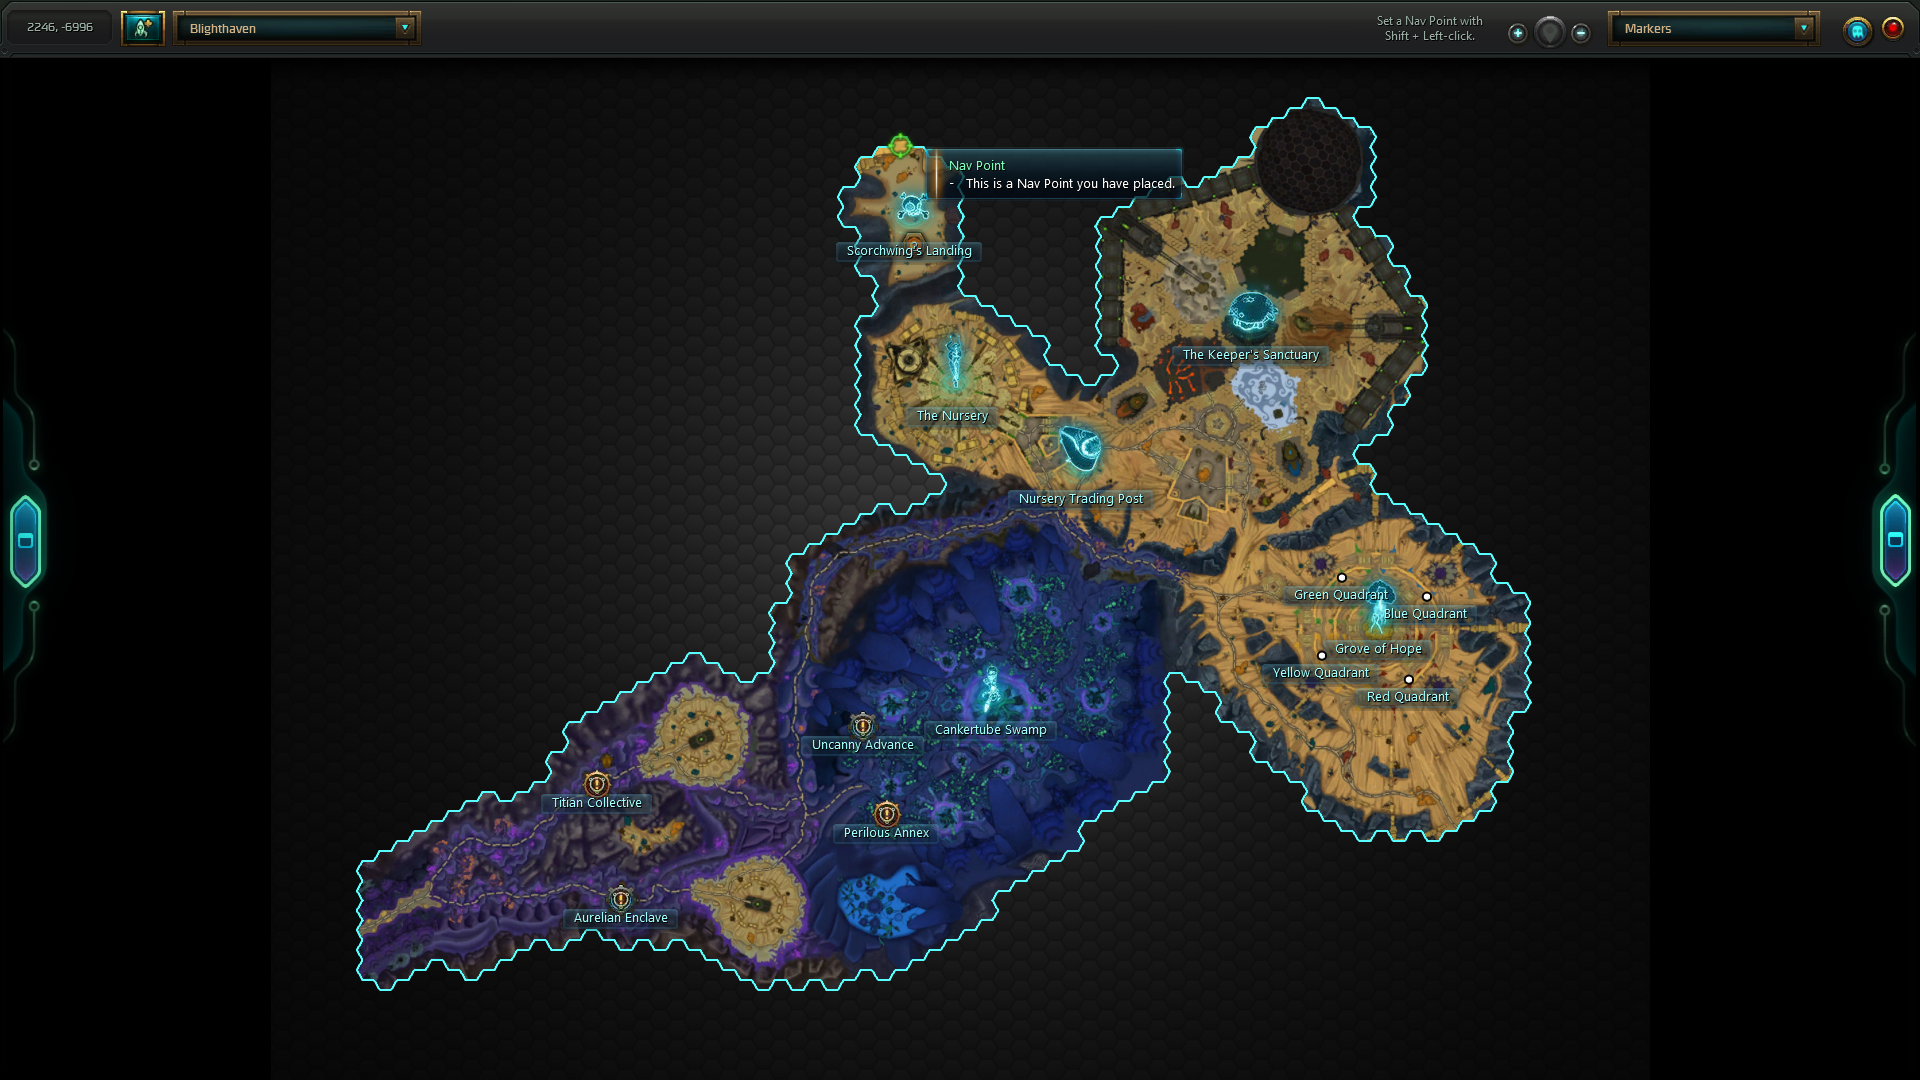 2246, -6996
Blighthaven
Set a Nav Point with
Shift + Left-click.
Markers
Nav Point
- This is a Nav Point you have placed.
Scorchwing's Landing
The Keeper's Sanctuary
The Nursery
Nursery Trading Post
Green Quadrant
Blue Quadrant
Grove of Hope
Yellow Quadrant
Red Quadrant
Cankertube Swamp
Uncanny Advance
Titian Collective
Perilous Annex
Aurelian Enclave